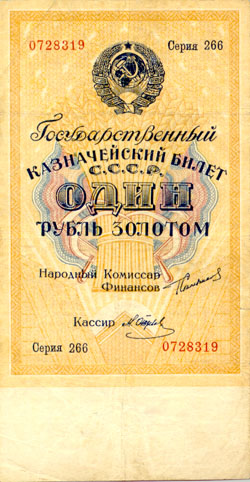 0728319 Серия 266
Государственный
КАЗНАЧЕЙСКИЙ БИЛЕТ
С.С.С.Р.
ОДИН
РУБЛЬ ЗОЛОТОМ
Народный Комиссар
Финансов
Кассир
Серия 266 0728319